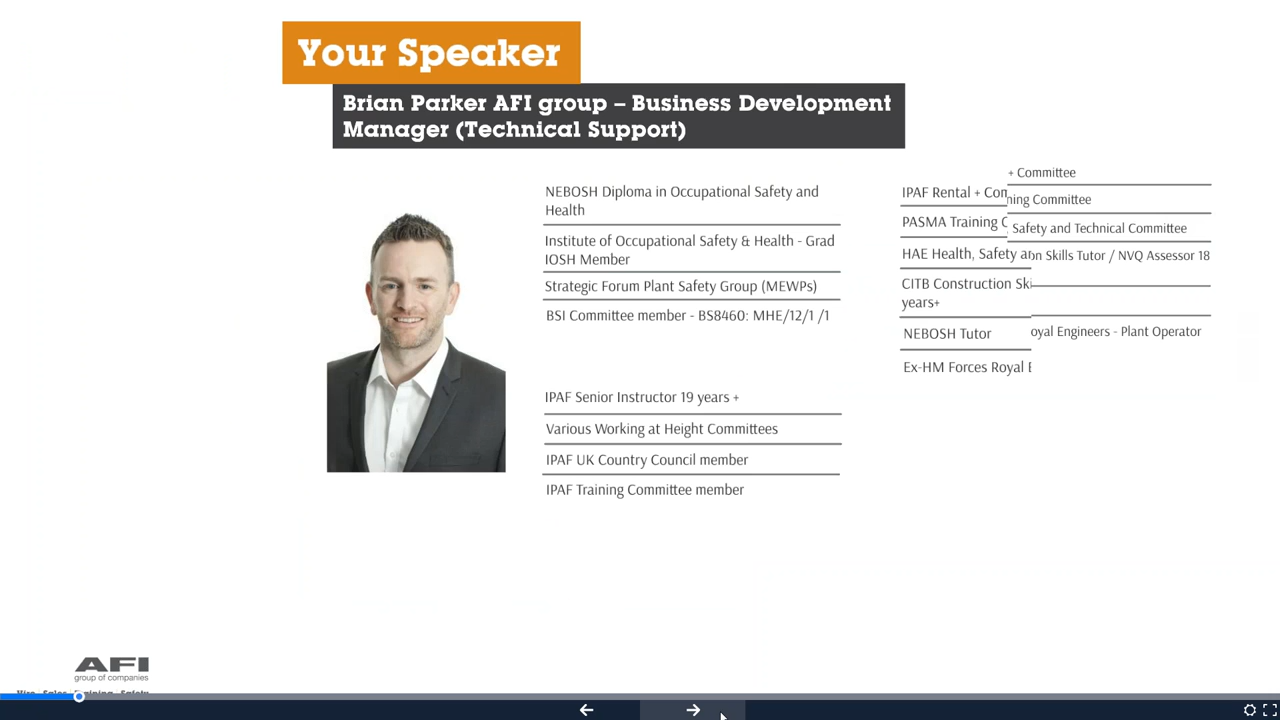 Your Speaker
Brian Parker AFI group – Business Development
Manager (Technical Support)
NEBOSH Diploma in Occupational Safety and
Health
Institute of Occupational Safety & Health - Grad
IOSH Member
Strategic Forum Plant Safety Group (MEWPs)
BSI Committee member - BS8460: MHE/12/1 /1
IPAF Senior Instructor 19 years +
Various Working at Height Committees
IPAF UK Country Council member
IPAF Training Committee member
IPAF Rental +
PASMA Training
HAE Health, Safety
CITB Construction
years+
NEBOSH Tutor
Ex-HM Forces Royal
+ Committee
Committee
Safety and Technical Committee
Skills Tutor / NVQ Assessor 18
Engineers - Plant Operator
AFI
group of companies